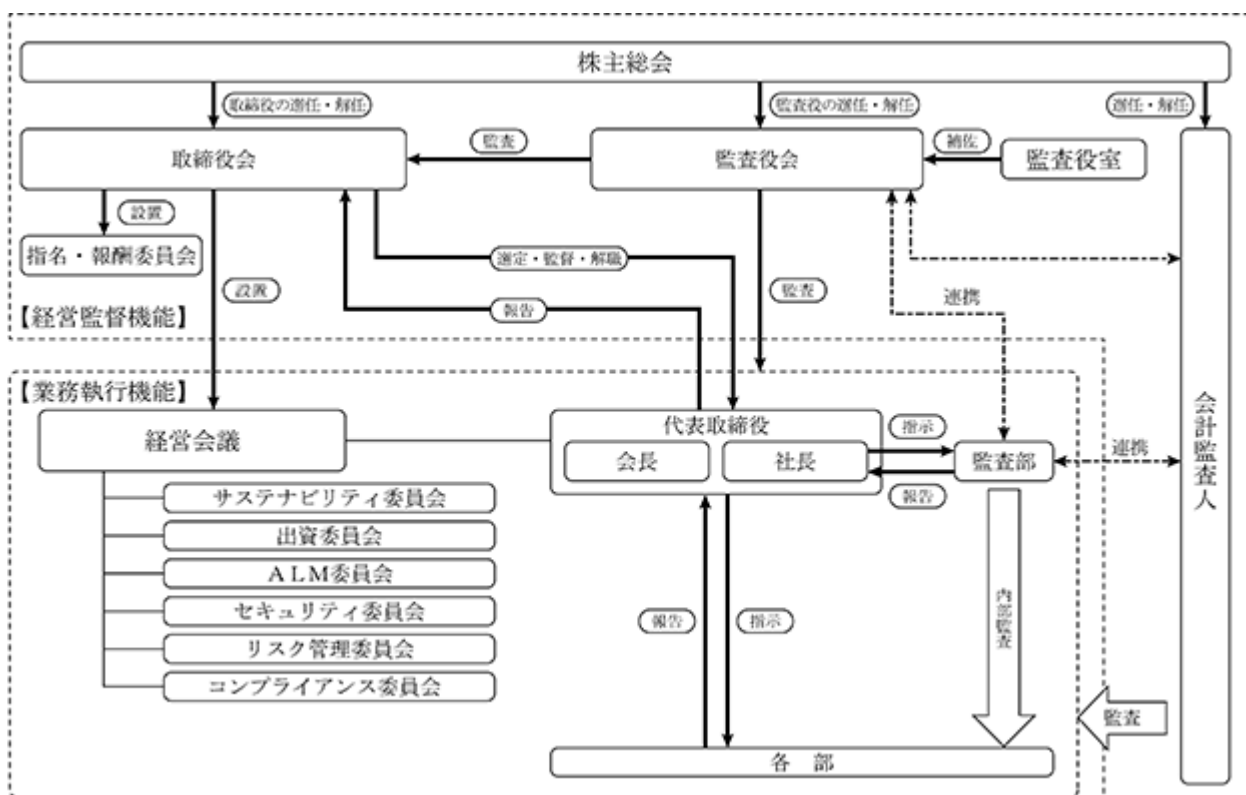 株主総会
取締役の選任・解任
監査役の選任・解任
選任・解任
取締役会
監査
監査役会
補佐
監査役室
設置
指名・報酬委員会
選定・監督・解職
設置
監査
報告
連携
【経営監督機能】
【業務執行機能】
経営会議
代表取締役
会長
社長
指示
報告
監査部
連携
会計監査人
サステナビリティ委員会
出資委員会
ALM委員会
セキュリティ委員会
リスク管理委員会
コンプライアンス委員会
報告
指示
内部監査
監査
各 部